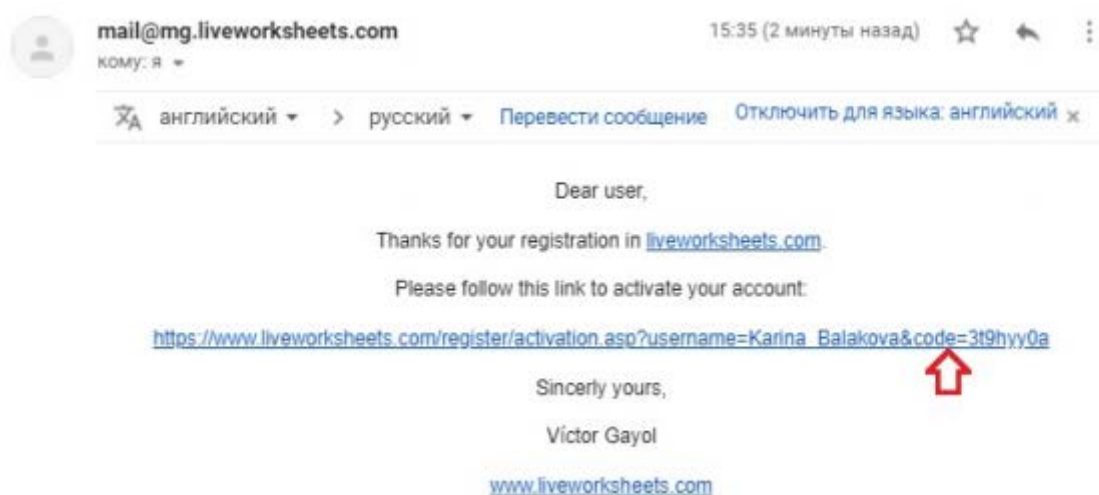 mail@mg.liveworksheets.com 15:35 (2 минуты назад)
кому: я
английский > русский Перевести сообщение Отключить для языка: английский ×
Dear user,
Thanks for your registration in liveworksheets.com.
Please follow this link to activate your account:
https://www.liveworksheets.com/register/activation.asp?username=Karina_Balakova&code=3t9hyy0a
Sincerly yours,
Víctor Gayol
www.liveworksheets.com